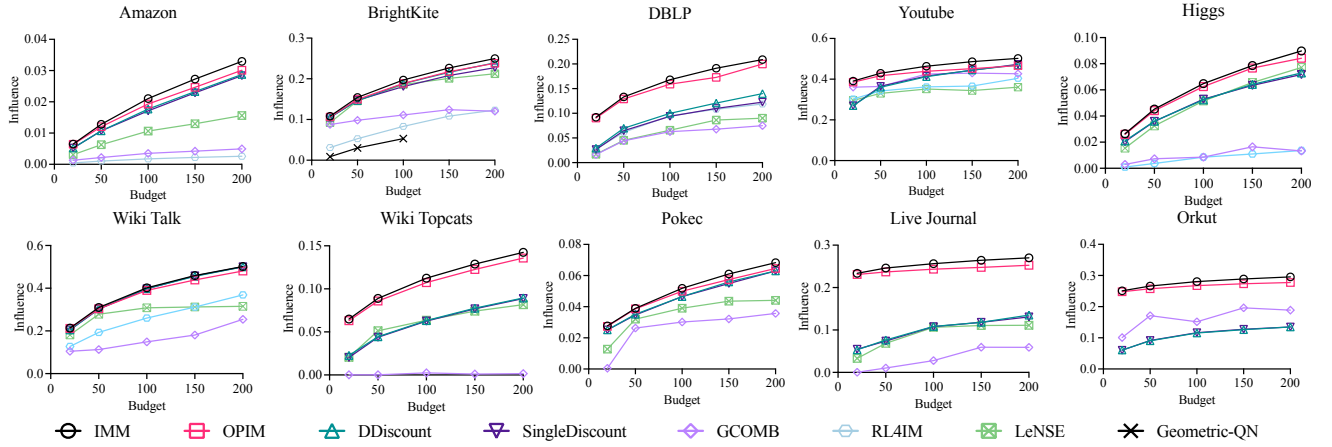 Amazon
BrightKite
DBLP
Youtube
Higgs
Influence
0.04
0.03
0.02
0.01
0.00
0 50 100 150 200
Budget
Influence
0.3
0.2
0.1
0.0
0 50 100 150 200
Budget
Influence
0.25
0.20
0.15
0.10
0.05
0.00
0 50 100 150 200
Budget
Influence
0.6
0.4
0.2
0.0
0 50 100 150 200
Budget
Influence
0.10
0.08
0.06
0.04
0.02
0.00
0 50 100 150 200
Budget
Wiki Talk
Wiki Topcats
Pokec
Live Journal
Orkut
Influence
0.6
0.4
0.2
0.0
0 50 100 150 200
Budget
Influence
0.15
0.10
0.05
0.00
0 50 100 150 200
Budget
Influence
0.08
0.06
0.04
0.02
0.00
0 50 100 150 200
Budget
Influence
0.3
0.2
0.1
0.0
0 50 100 150 200
Budget
Influence
0.4
0.3
0.2
0.1
0.0
0 50 100 150 200
Budget
IMM OPIM DDiscount SingleDiscount GCOMB RL4IM LeNSE Geometric-QN